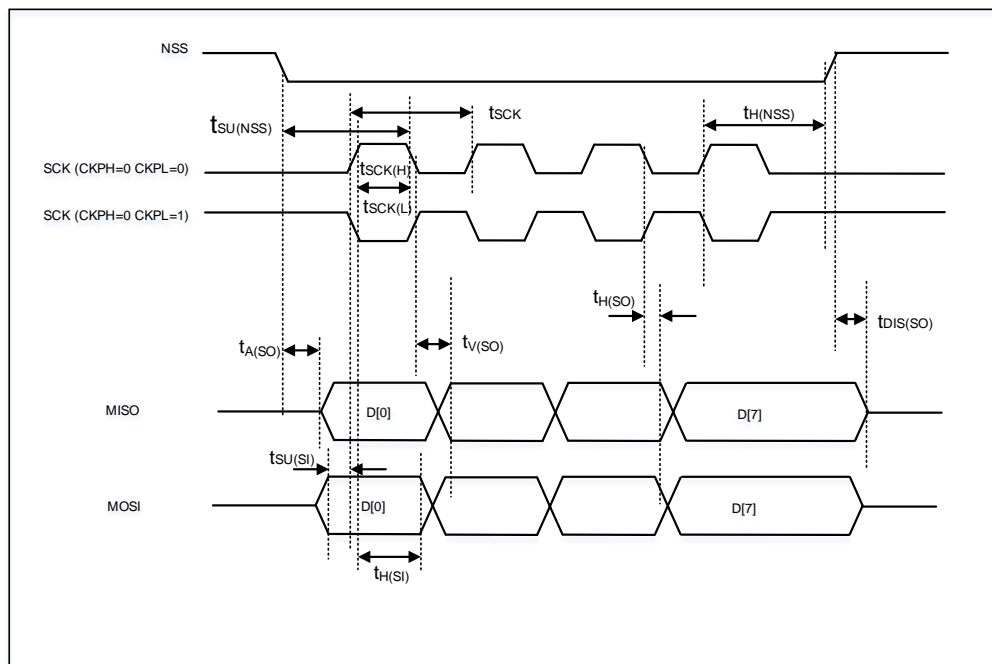 NSS
tSCK
tH(NSS)
tSU(NSS)
SCK (CKPH=0 CKPL=0)
tSCK(H)
tSCK(L)
SCK (CKPH=0 CKPL=1)
tH(SO)
tDIS(SO)
tA(SO)
tV(SO)
MISO
D[0]
D[7]
tSU(SI)
MOSI
D[0]
D[7]
tH(SI)